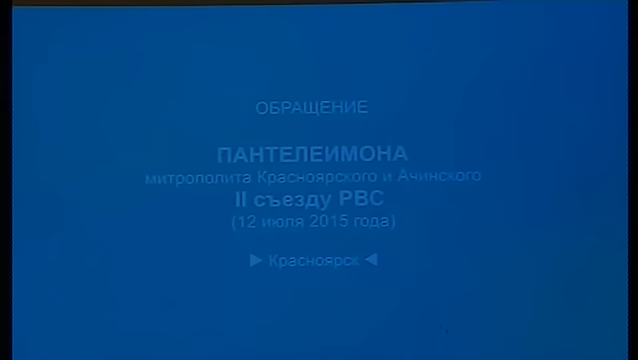 ОБРАЩЕНИЕ
ПАНТЕЛЕИМОНА
митрополита Красноярского и Ачинского
II съезду РВС
(12 июля 2015 года)
► Красноярск ◄